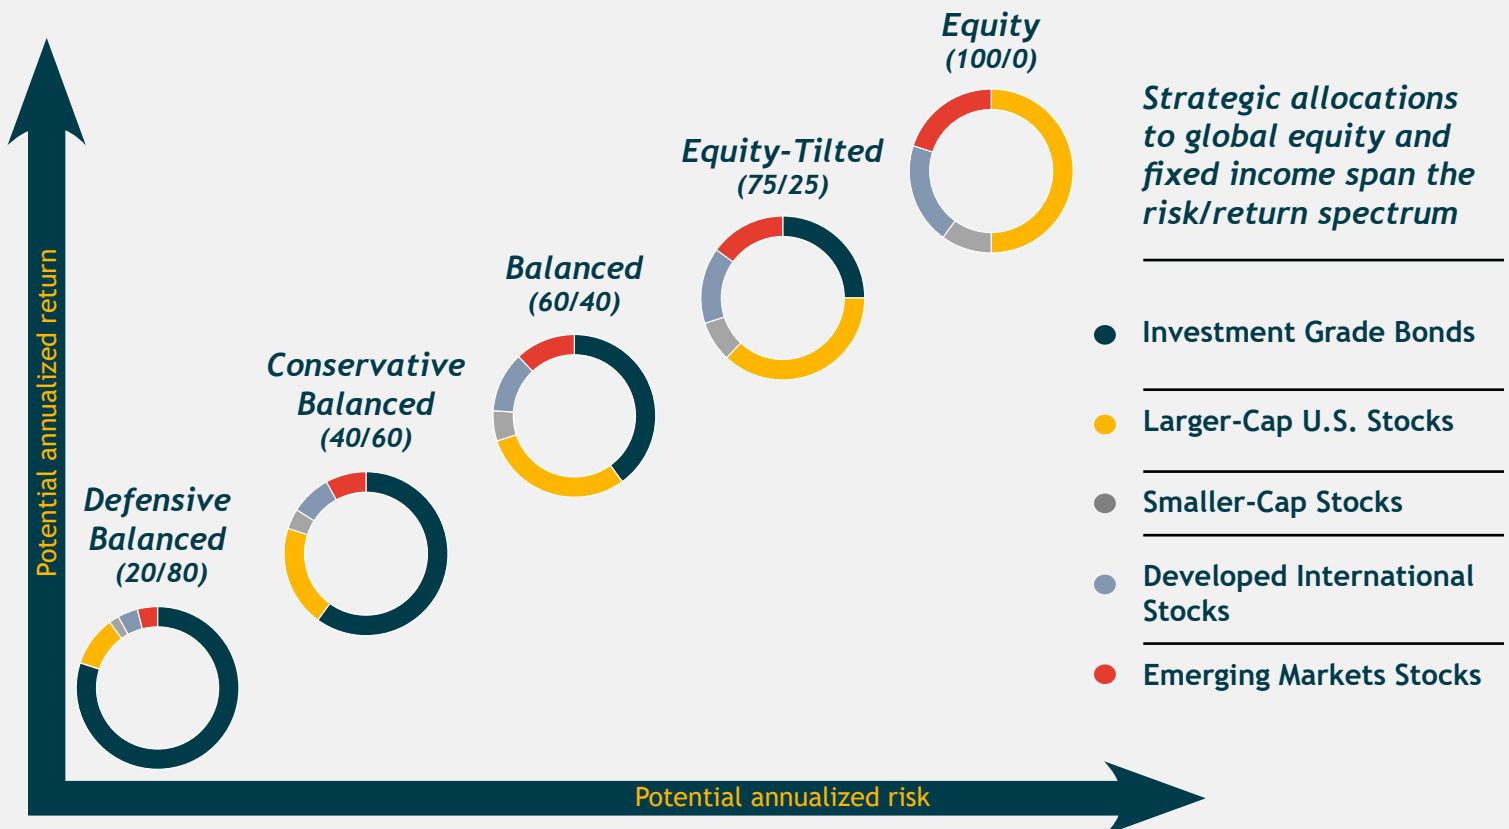 Equity
(100/0)
Equity-Tilted
(75/25)
Balanced
(60/40)
Conservative
Balanced
(40/60)
Defensive
Balanced
(20/80)
Potential annualized return
Potential annualized risk
Strategic allocations
to global equity and
fixed income span the
risk/return spectrum
Investment Grade Bonds
Larger-Cap U.S. Stocks
Smaller-Cap Stocks
Developed International
Stocks
Emerging Markets Stocks